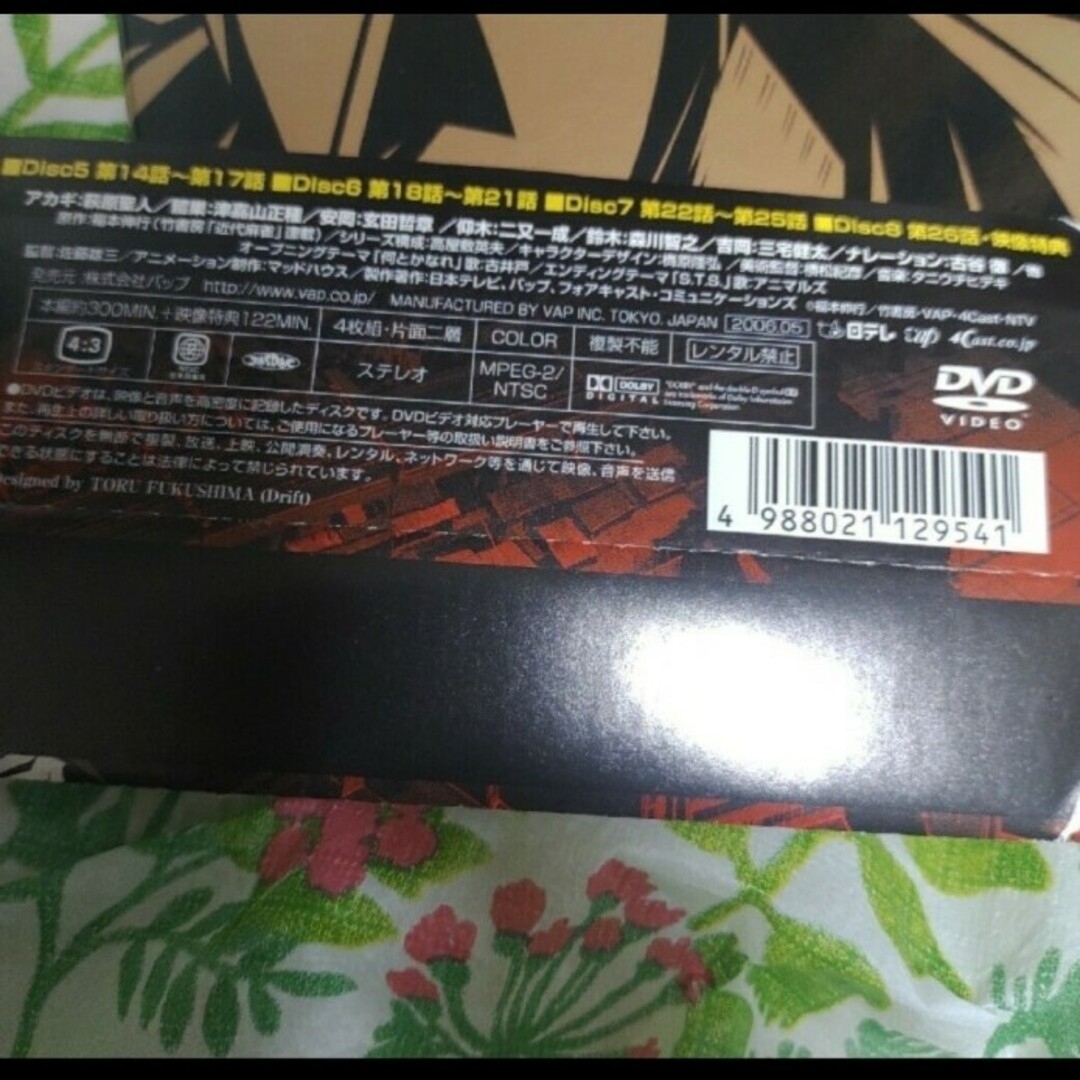 ■Disc5 第14話～第17話 ■Disc6 第18話～第21話 ■Disc7 第22話～第25話 ■Disc8 第26話・映像特典
アカギ:萩原聖人／鷲巣:津嘉山正種／安岡:玄田哲章／仰木:二又一成／鈴木:森川智之／吉岡:三宅健太／ナレーション:古谷 徹／他
原作:福本伸行(竹書房「近代麻雀」連載)／シリーズ構成:高屋敷英夫／キャラクターデザイン:／美術監督:／音楽:タニウチヒデキ
オープニングテーマ「何とかなれ」歌:古井戸／エンディングテーマ「S.T.S.」歌:アニマルズ
監督:佐藤雄三／アニメーション制作:マッドハウス／製作著作:日本テレビ、バップ、フォアキャスト・コミュニケーションズ ©福本伸行／竹書房・VAP・4Cast・NTV
発売元:株式会社バップ http://www.vap.co.jp/ MANUFACTURED BY VAP INC. TOKYO. JAPAN 2006.05 日テレ vap 4Cast.co.jp
本編約300MIN.＋映像特典122MIN. 4枚組・片面二層 COLOR 複製不能 レンタル禁止
4:3 ステレオ MPEG-2/NTSC DOLBY DIGITAL
DVD VIDEO
●DVDビデオは、映像と音声を高密度に記録したディスクです。DVDビデオ対応プレーヤーで再生して下さい。
また、再生上の詳しい取り扱い方については、ご使用になるプレーヤー等の取扱い説明書をご参照下さい。
このディスクを無断で複製、放送、上映、公開演奏、レンタル、ネットワーク等を通じて映像、音声を送信
できる状態にすることは法律によって禁じられています。
Designed by TORU FUKUSHIMA (Drift)
4 988021 129541